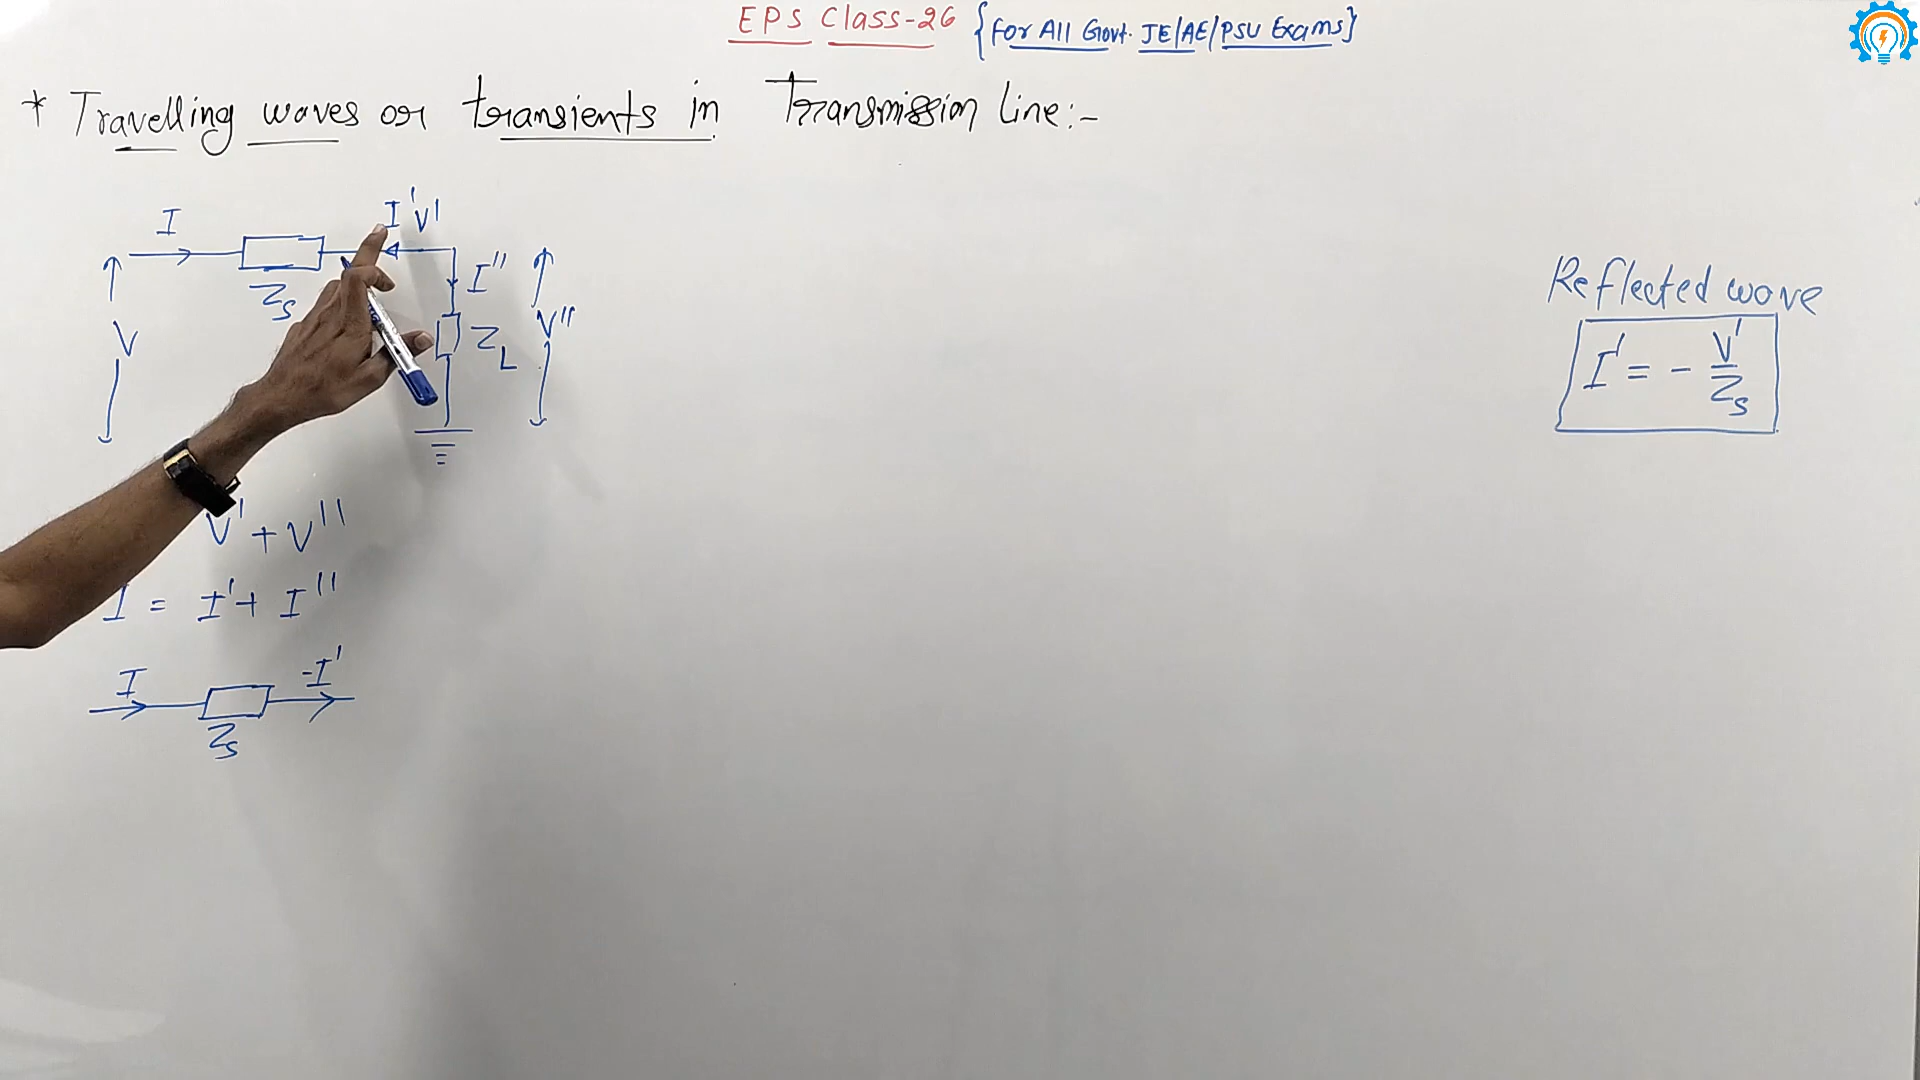 EPS Class-26 {For All Govt. JE/AE/PSU Exams}
* Travelling waves or transients in Transmission Line:-
I
I' V'
Zs
I''
V
ZL
V''
Reflected wave
I' = - V'/Zs
V' + V''
I = I' + I''
I
-I'
Zs